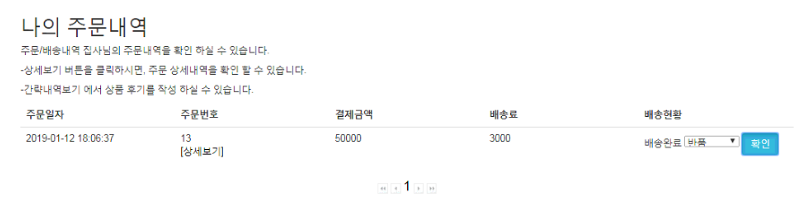 나의 주문내역
주문/배송내역 집사님의 주문내역을 확인 하실 수 있습니다.
-상세보기 버튼을 클릭하시면, 주문 상세내역을 확인 할 수 있습니다.
-간략내역보기 에서 상품 후기를 작성 하실 수 있습니다.
주문일자 주문번호 결제금액 배송료 배송현황
2019-01-12 18:06:37 13 50000 3000 배송완료 반품 확인
[상세보기]
1